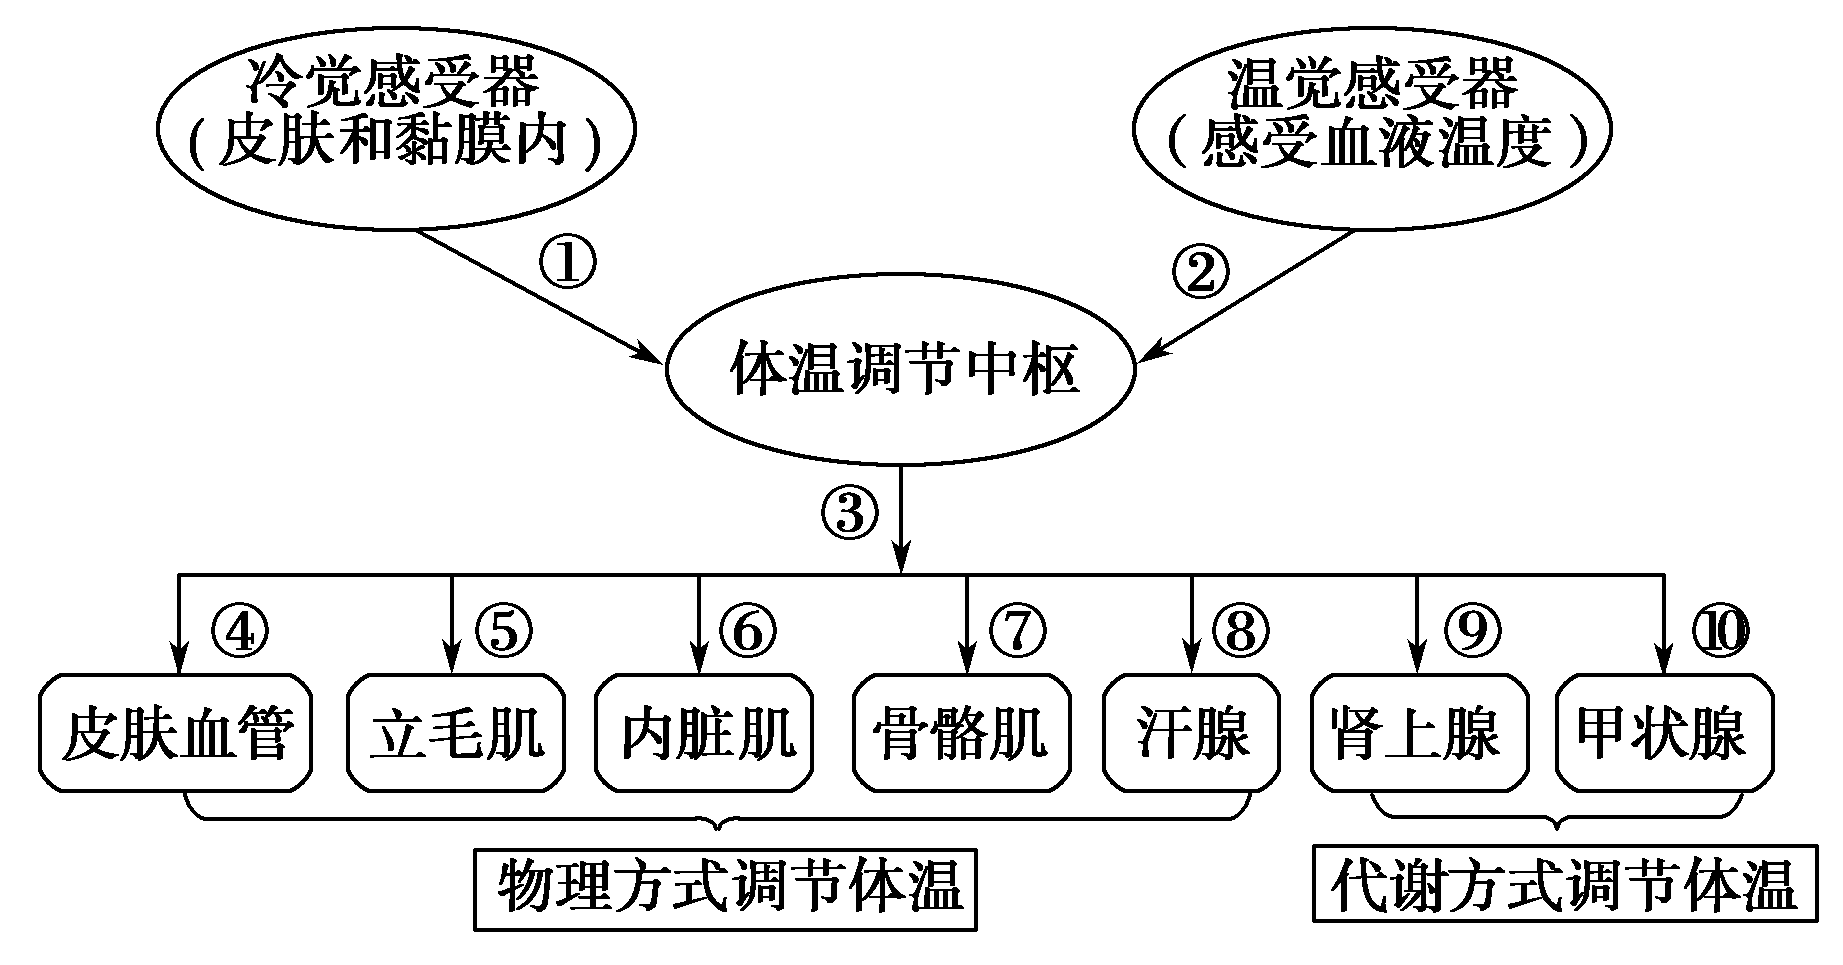 冷觉感受器
(皮肤和黏膜内)
温觉感受器
(感受血液温度)
①
②
体温调节中枢
③
④
⑤
⑥
⑦
⑧
⑨
⑩
皮肤血管
立毛肌
内脏肌
骨骼肌
汗腺
肾上腺
甲状腺
物理方式调节体温
代谢方式调节体温